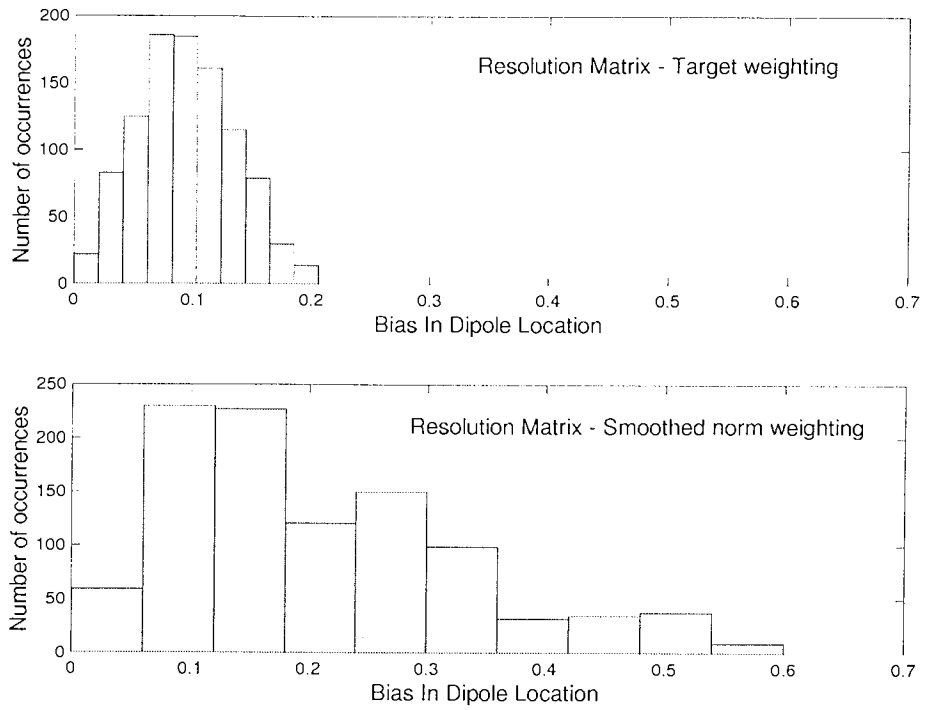 200
150
100
50
0
Number of occurrences
Resolution Matrix - Target weighting
0 0.1 0.2 0.3 0.4 0.5 0.6 0.7
Bias In Dipole Location
250
200
150
100
50
0
Number of occurrences
Resolution Matrix - Smoothed norm weighting
0 0.1 0.2 0.3 0.4 0.5 0.6 0.7
Bias In Dipole Location